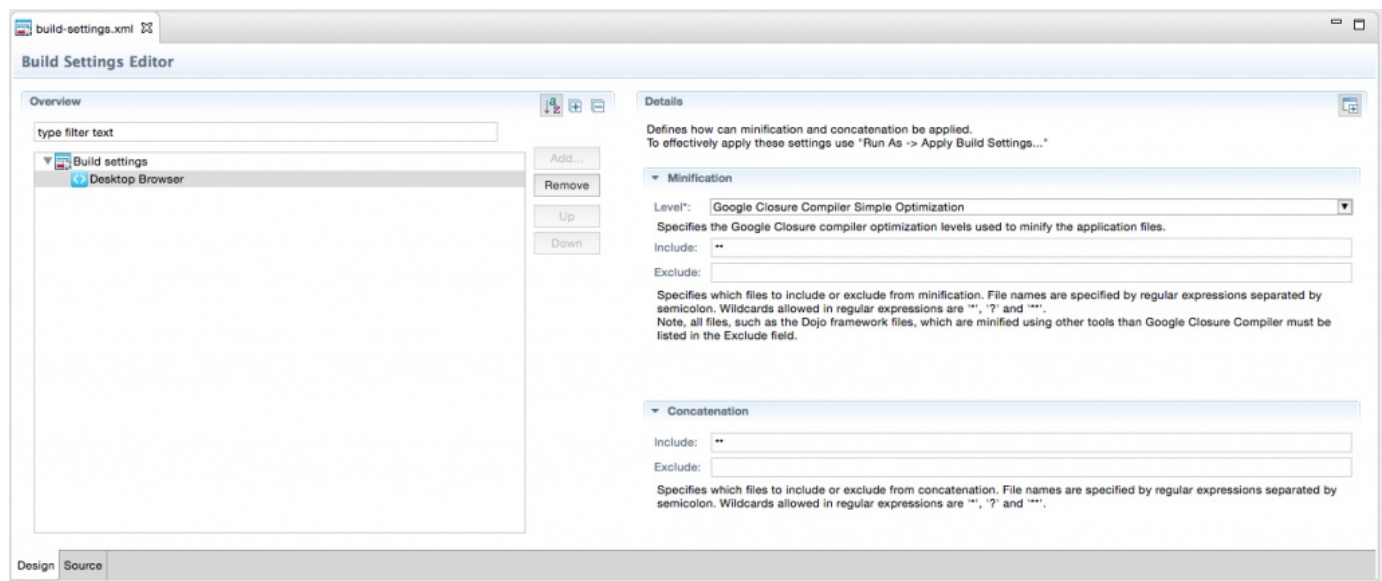 build-settings.xml
Build Settings Editor
Overview
type filter text
Build settings
Desktop Browser
Add...
Remove
Up
Down
Details
Defines how can minification and concatenation be applied.
To effectively apply these settings use "Run As -> Apply Build Settings..."
Minification
Level*: Google Closure Compiler Simple Optimization
Specifies the Google Closure compiler optimization levels used to minify the application files.
Include: **
Exclude:
Specifies which files to include or exclude from minification. File names are specified by regular expressions separated by
semicolon. Wildcards allowed in regular expressions are '*', '?' and '**'.
Note, all files, such as the Dojo framework files, which are minified using other tools than Google Closure Compiler must be
listed in the Exclude field.
Concatenation
Include: **
Exclude:
Specifies which files to include or exclude from concatenation. File names are specified by regular expressions separated by
semicolon. Wildcards allowed in regular expressions are '*', '?' and '**'.
Design Source